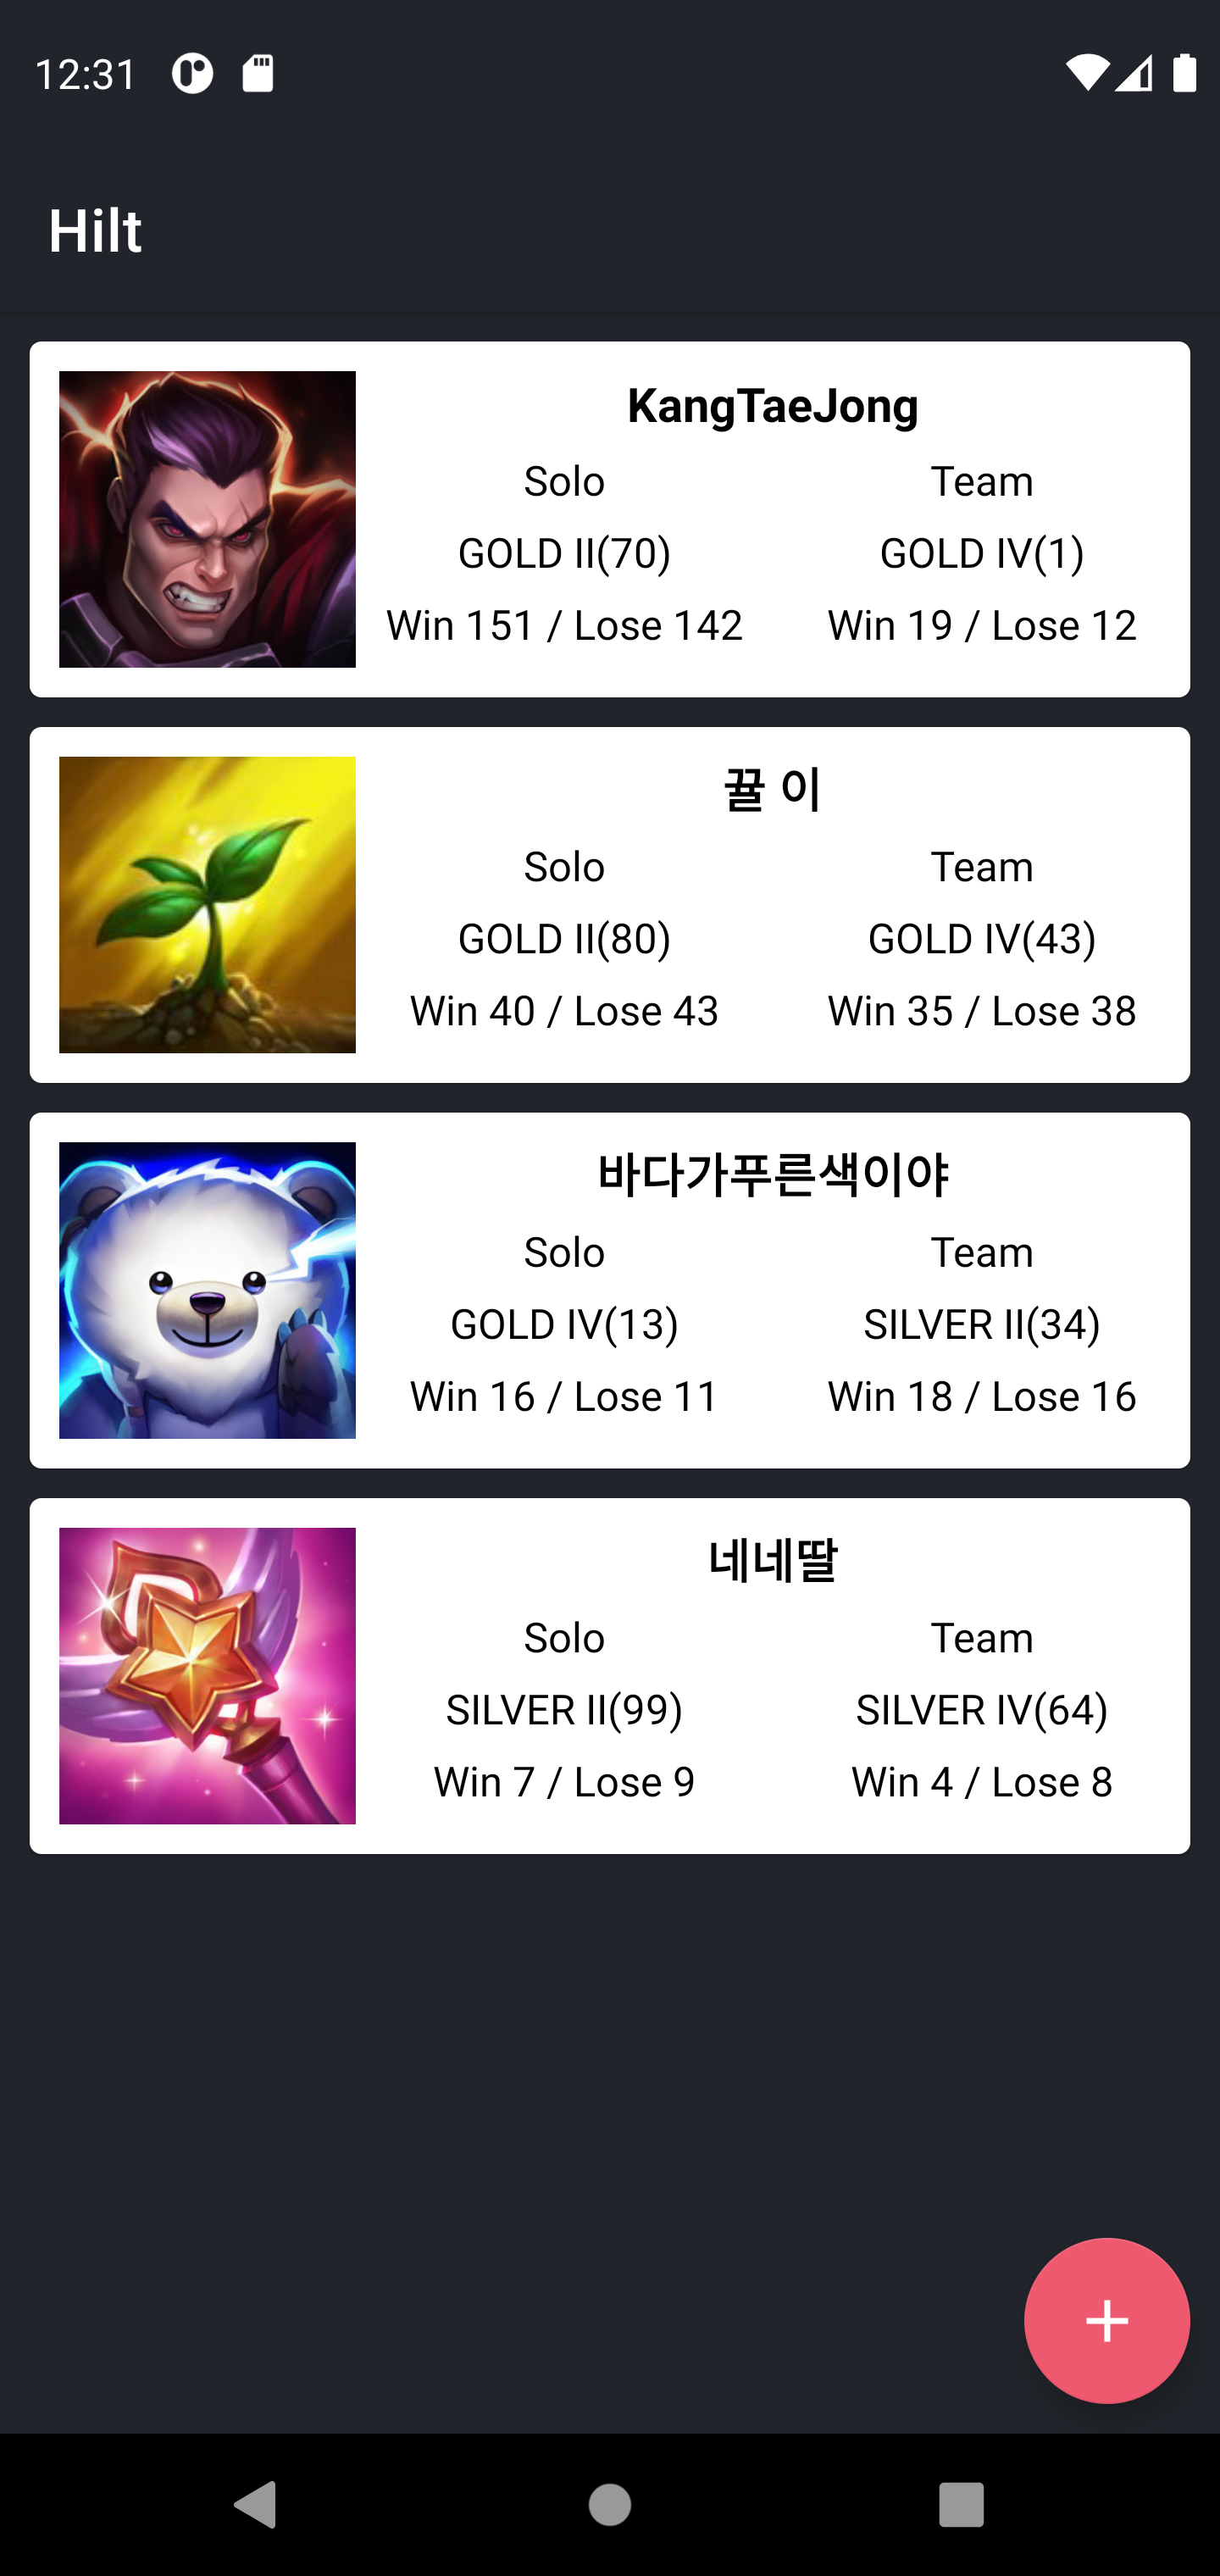 12:31
Hilt
KangTaeJong
Solo Team
GOLD II(70) GOLD IV(1)
Win 151 / Lose 142 Win 19 / Lose 12
뀰 이
Solo Team
GOLD II(80) GOLD IV(43)
Win 40 / Lose 43 Win 35 / Lose 38
바다가푸른색이야
Solo Team
GOLD IV(13) SILVER II(34)
Win 16 / Lose 11 Win 18 / Lose 16
네네딸
Solo Team
SILVER II(99) SILVER IV(64)
Win 7 / Lose 9 Win 4 / Lose 8